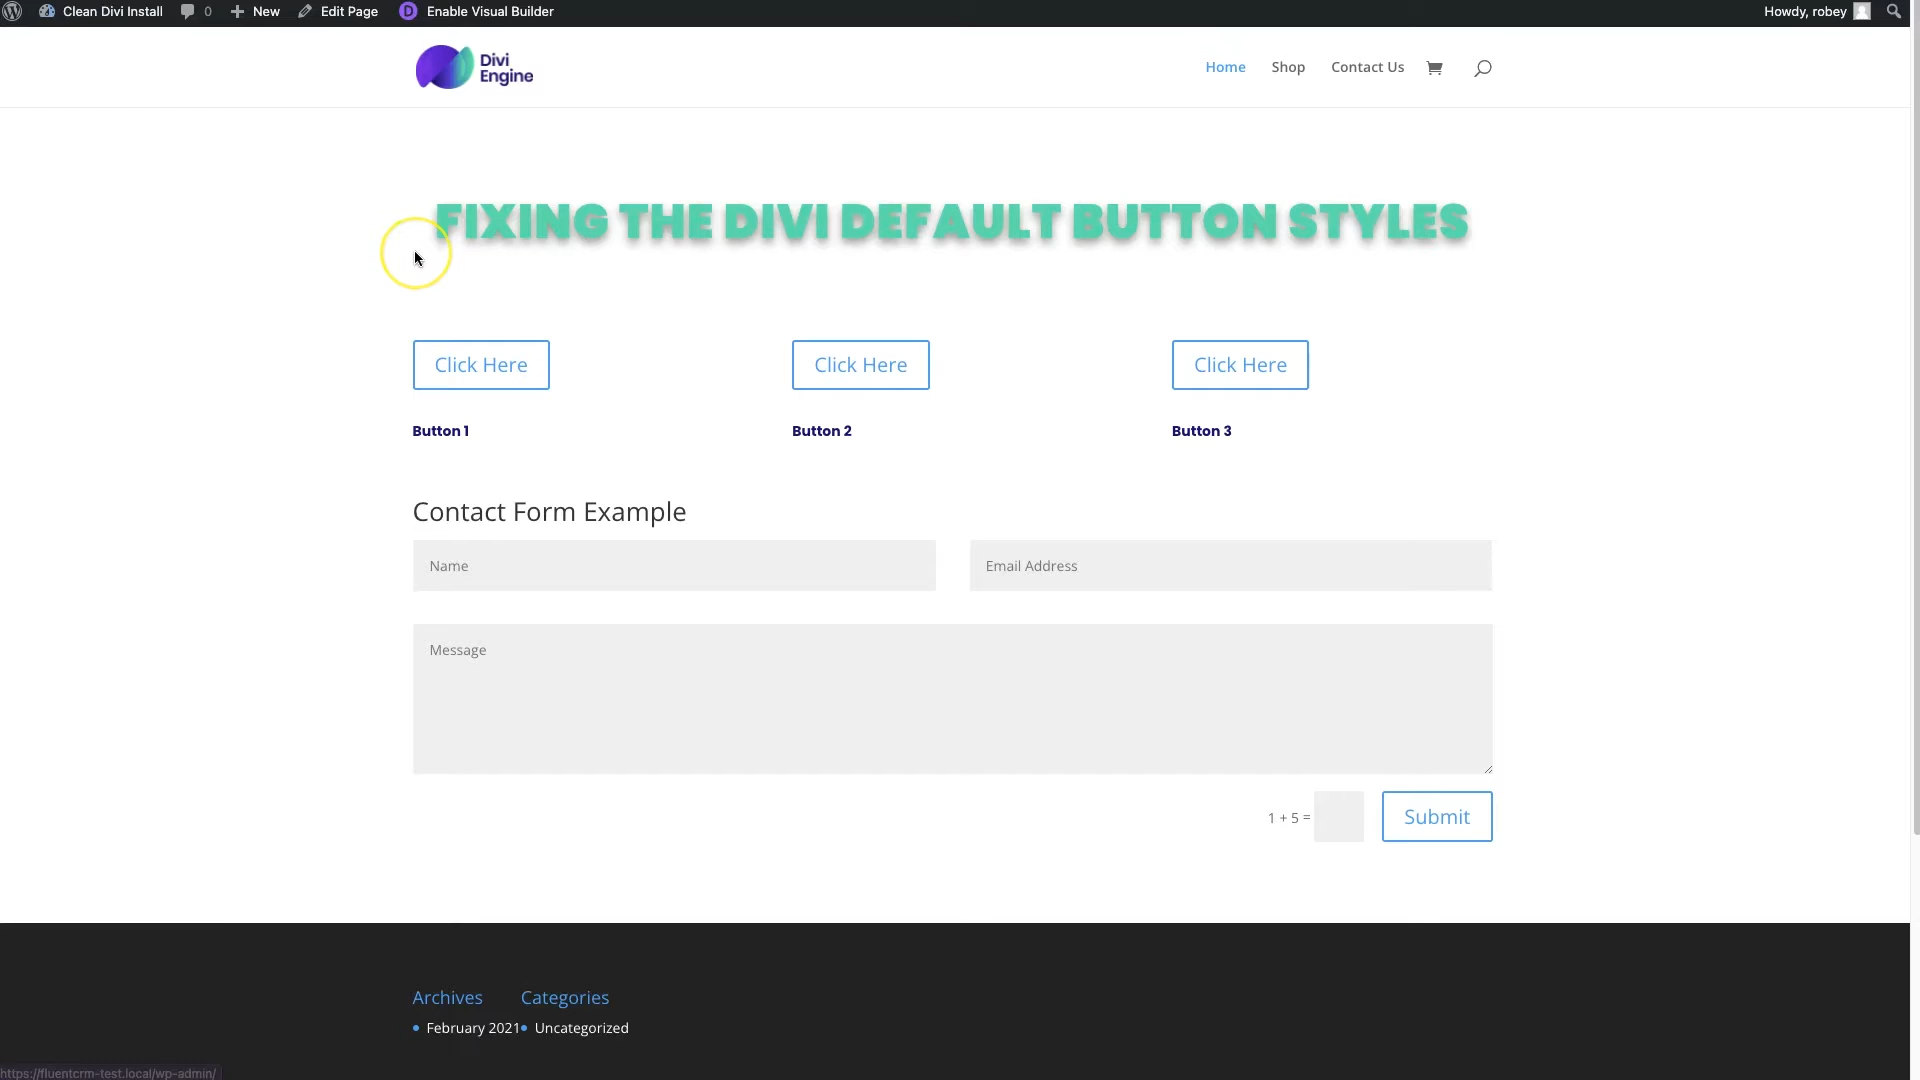 Clean Divi Install 0 New Edit Page D Enable Visual Builder Howdy, robey
Divi
Engine
Home Shop Contact Us
FIXING THE DIVI DEFAULT BUTTON STYLES
Click Here Click Here Click Here
Button 1 Button 2 Button 3
Contact Form Example
Name Email Address
Message
1 + 5 = Submit
Archives Categories
February 2021 Uncategorized
https://fluentcrm-test.local/wp-admin/